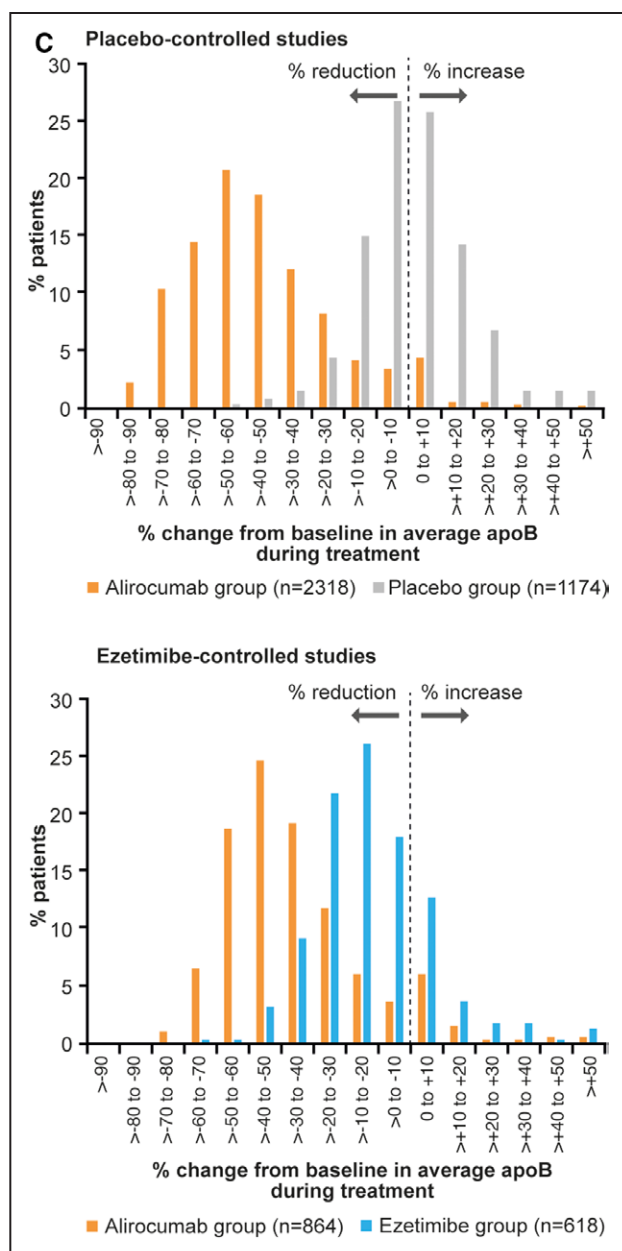 C
Placebo-controlled studies
% reduction
% increase
30
25
20
15
10
5
0
% patients
>-90
>-80 to -90
>-70 to -80
>-60 to -70
>-50 to -60
>-40 to -50
>-30 to -40
>-20 to -30
>-10 to -20
>0 to -10
0 to +10
>+10 to +20
>+20 to +30
>+30 to +40
>+40 to +50
>+50
% change from baseline in average apoB
during treatment
Alirocumab group (n=2318)
Placebo group (n=1174)
Ezetimibe-controlled studies
% reduction
% increase
30
25
20
15
10
5
0
% patients
>-90
>-80 to -90
>-70 to -80
>-60 to -70
>-50 to -60
>-40 to -50
>-30 to -40
>-20 to -30
>-10 to -20
>0 to -10
0 to +10
>+10 to +20
>+20 to +30
>+30 to +40
>+40 to +50
>+50
% change from baseline in average apoB
during treatment
Alirocumab group (n=864)
Ezetimibe group (n=618)